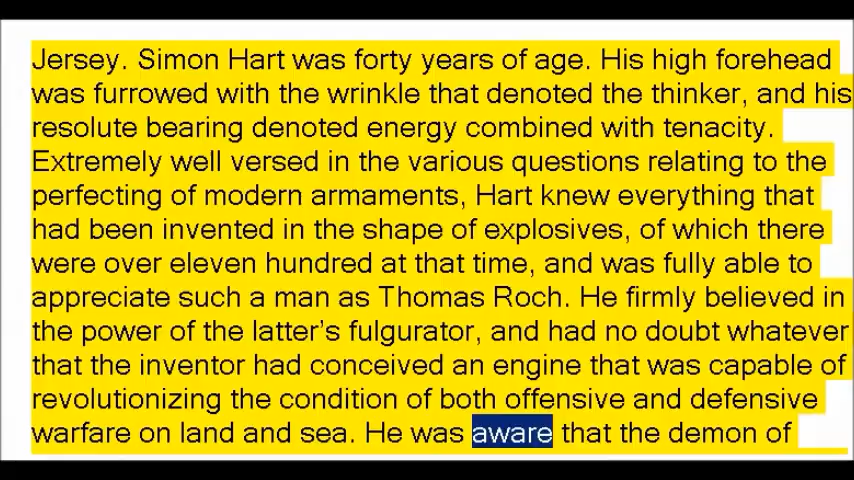 Jersey. Simon Hart was forty years of age. His high forehead
was furrowed with the wrinkle that denoted the thinker, and his
resolute bearing denoted energy combined with tenacity.
Extremely well versed in the various questions relating to the
perfecting of modern armaments, Hart knew everything that
had been invented in the shape of explosives, of which there
were over eleven hundred at that time, and was fully able to
appreciate such a man as Thomas Roch. He firmly believed in
the power of the latter’s fulgurator, and had no doubt whatever
that the inventor had conceived an engine that was capable of
revolutionizing the condition of both offensive and defensive
warfare on land and sea. He was aware that the demon of